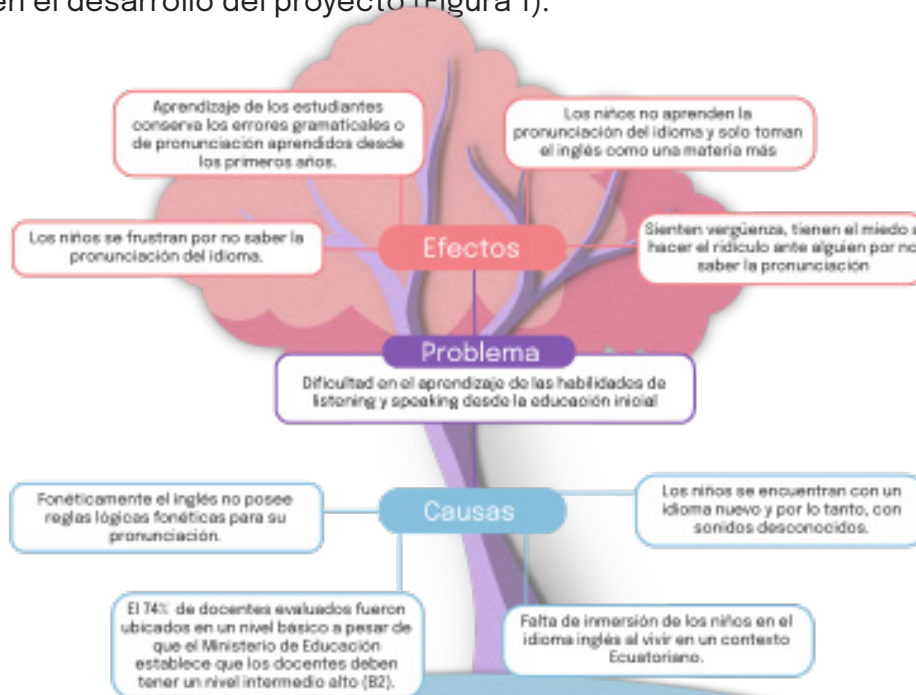 en el desarrollo del proyecto (Figura 1).
Aprendizaje de los estudiantes
conserva los errores gramaticales o
de pronunciación aprendidos desde
los primeros años.
Los niños no aprenden la
pronunciación del idioma y solo toman
el inglés como una materia más
Los niños se frustran por no saber la
pronunciación del idioma.
Efectos
Sienten vergüenza, tienen el miedo a
hacer el ridículo ante alguien por no
saber la pronunciación
Problema
Dificultad en el aprendizaje de las habilidades de
listening y speaking desde la educación inicial
Fonéticamente el inglés no posee
reglas lógicas fonéticas para su
pronunciación.
Causas
Los niños se encuentran con un
idioma nuevo y por lo tanto, con
sonidos desconocidos.
El 74% de docentes evaluados fueron
ubicados en un nivel básico a pesar de
que el Ministerio de Educación
establece que los docentes deben
tener un nivel intermedio alto (B2).
Falta de inmersión de los niños en el
idioma inglés al vivir en un contexto
Ecuatoriano.